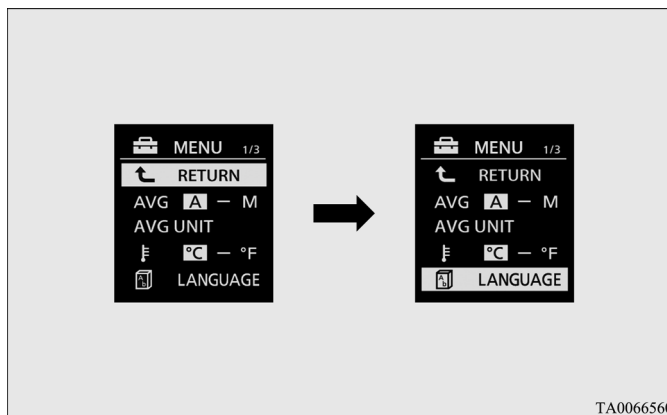 MENU 1/3
RETURN
AVG A – M
AVG UNIT
°C – °F
LANGUAGE
MENU 1/3
RETURN
AVG A – M
AVG UNIT
°C – °F
LANGUAGE